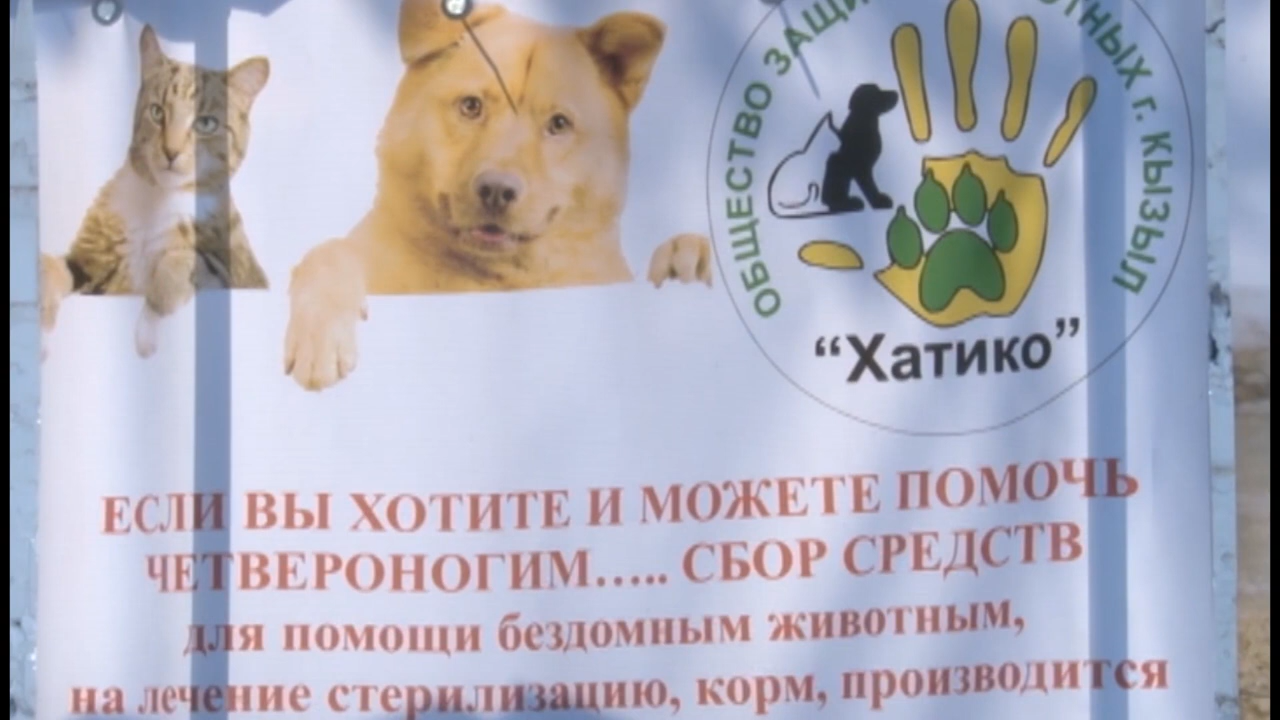 ОБЩЕСТВО ЗАЩИ ОТНЫХ г. КЫЗЫЛ
“Хатико”
ЕСЛИ ВЫ ХОТИТЕ И МОЖЕТЕ ПОМОЧЬ
ЧЕТВЕРОНОГИМ..... СБОР СРЕДСТВ
для помощи бездомным животным,
на лечение стерилизацию, корм, производится